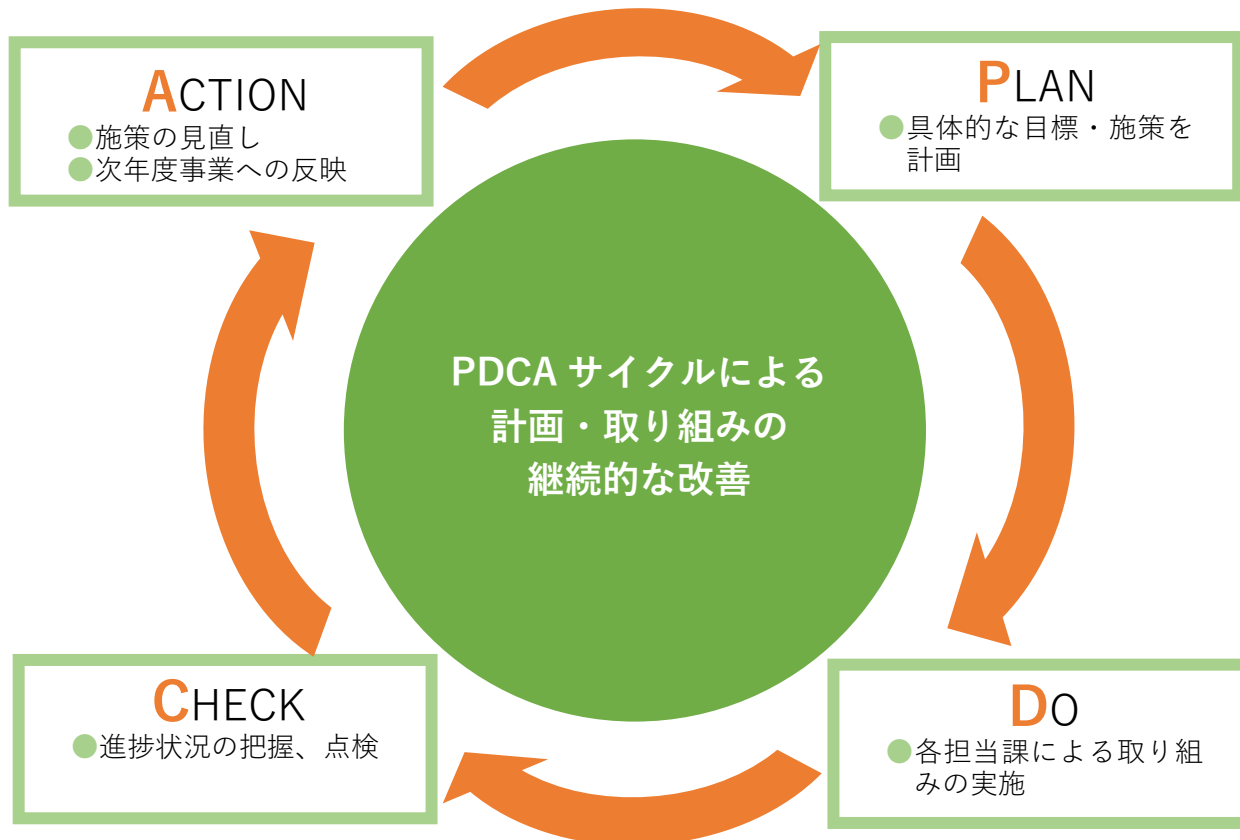 ACTION
●施策の見直し
●次年度事業への反映
PLAN
●具体的な目標・施策を
計画
PDCA サイクルによる
計画・取り組みの
継続的な改善
CHECK
●進捗状況の把握、点検
DO
●各担当課による取り組
みの実施